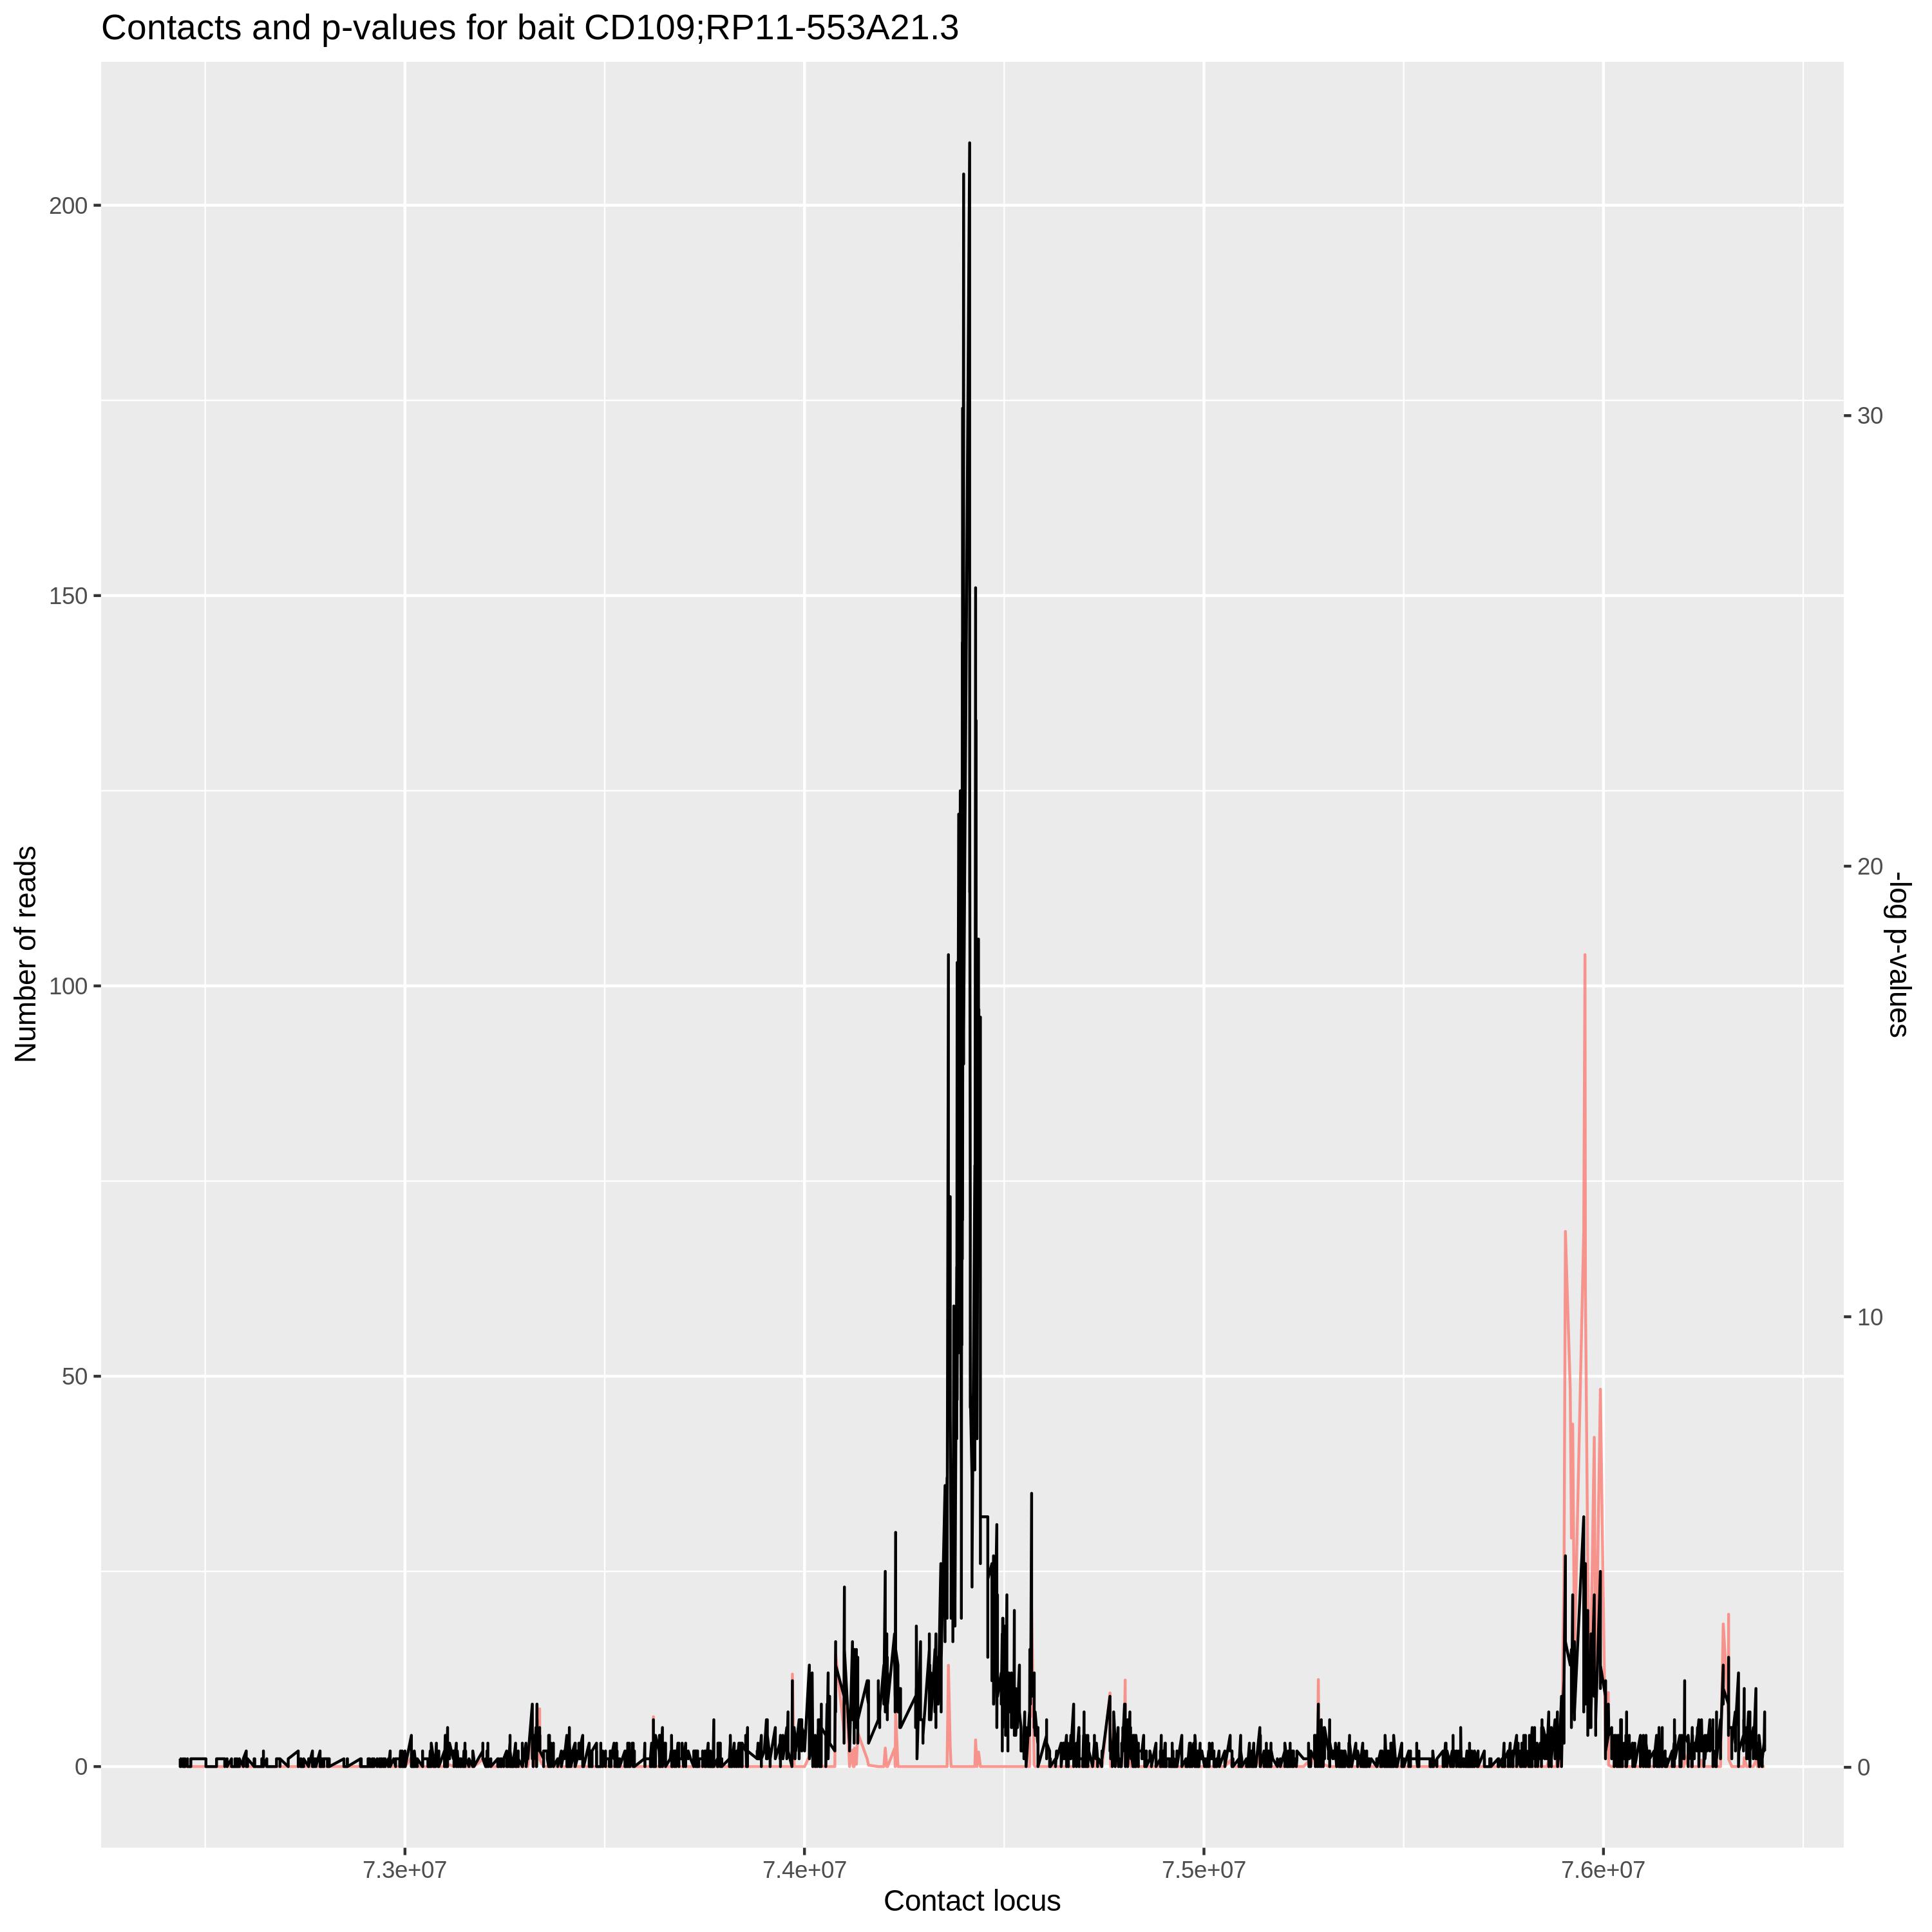 Contacts and p-values for bait CD109;RP11-553A21.3
200
150
100
50
0
Number of reads
30
20
10
0
-log p-values
7.3e+07
7.4e+07
7.5e+07
7.6e+07
Contact locus